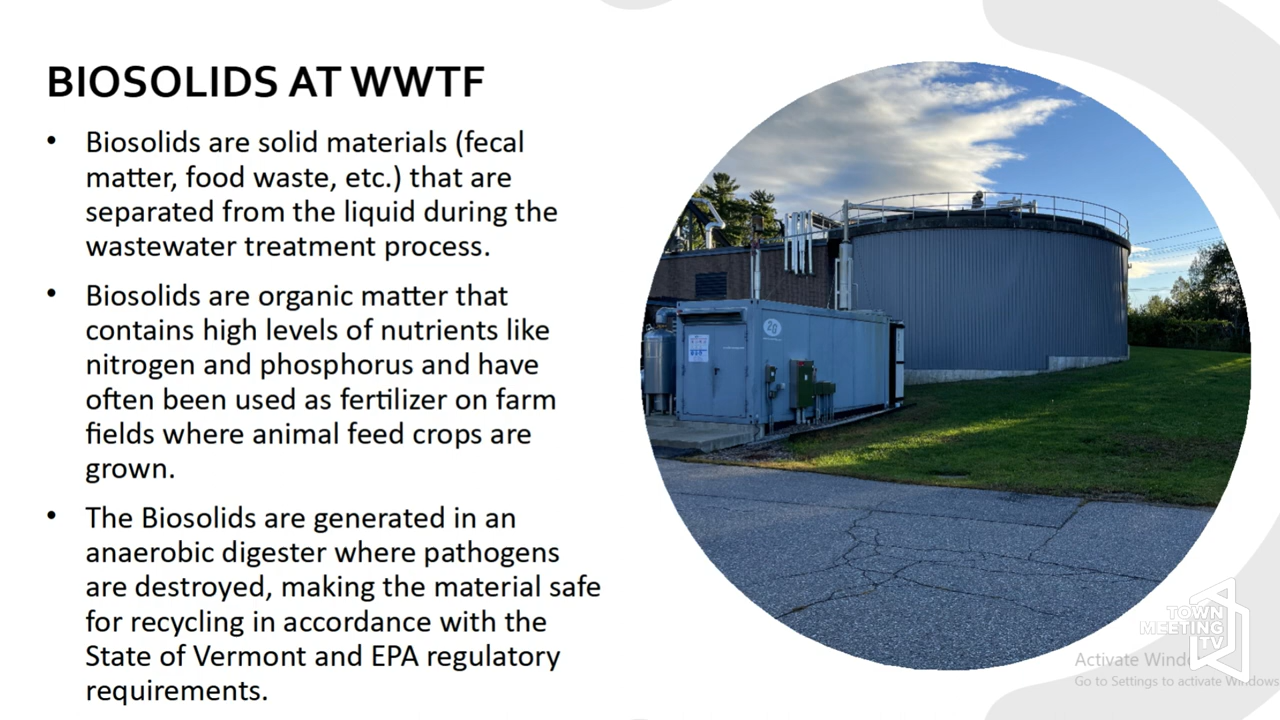 BIOSOLIDS AT WWTF
• Biosolids are solid materials (fecal
matter, food waste, etc.) that are
separated from the liquid during the
wastewater treatment process.
• Biosolids are organic matter that
contains high levels of nutrients like
nitrogen and phosphorus and have
often been used as fertilizer on farm
fields where animal feed crops are
grown.
• The Biosolids are generated in an
anaerobic digester where pathogens
are destroyed, making the material safe
for recycling in accordance with the
State of Vermont and EPA regulatory
requirements.
TOWN
MEETING
TV
Activate
Go to Settings to activate Windows